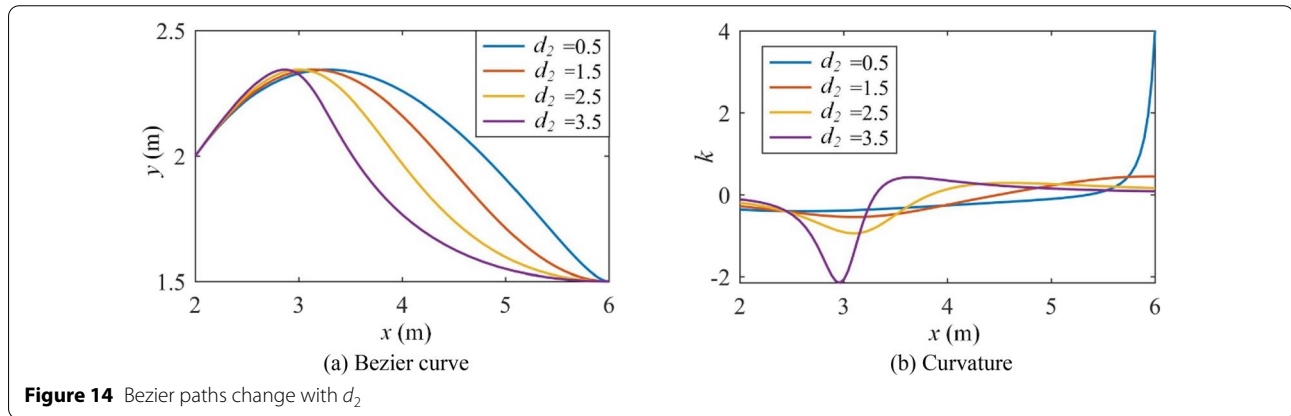 2.5
2
1.5
y (m)
d₂ =0.5
d₂ =1.5
d₂ =2.5
d₂ =3.5
2 3 4 5 6
x (m)
(a) Bezier curve
4
2
0
-2
k
d₂ =0.5
d₂ =1.5
d₂ =2.5
d₂ =3.5
2 3 4 5 6
x (m)
(b) Curvature
Figure 14 Bezier paths change with d₂